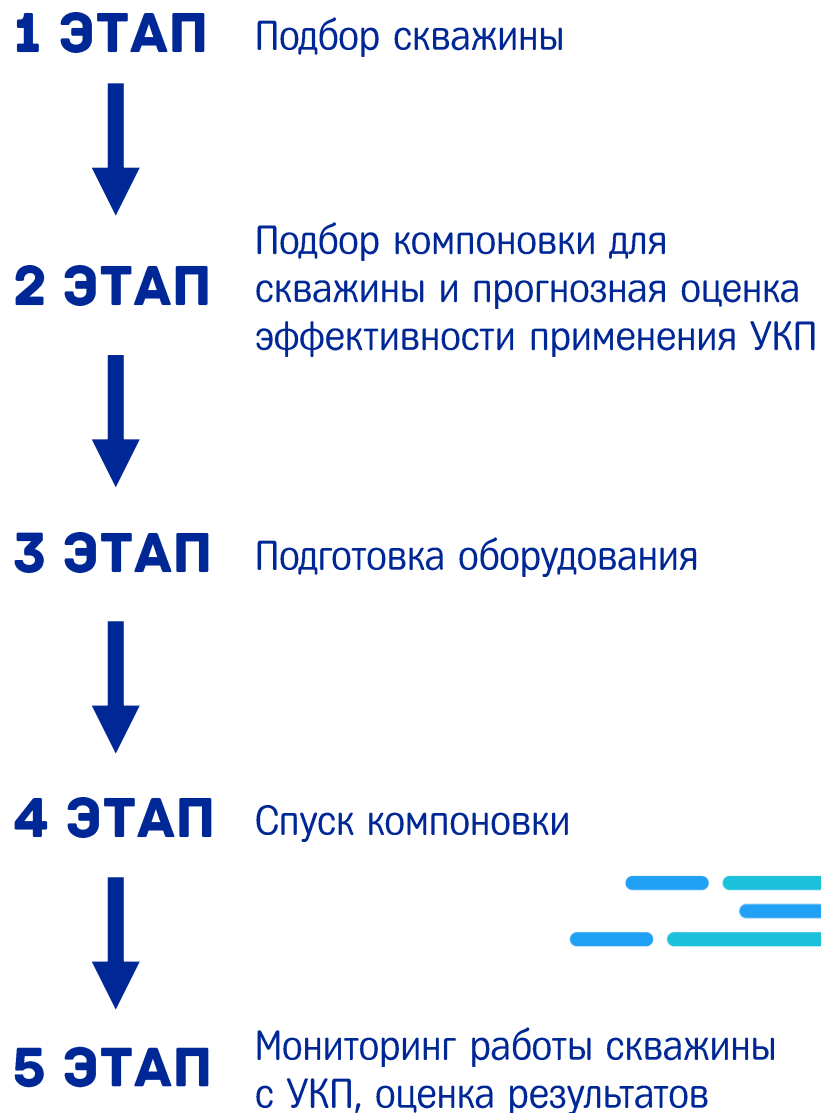 1 ЭТАП Подбор скважины
Подбор компоновки для
2 ЭТАП скважины и прогнозная оценка
эффективности применения УКП
3 ЭТАП Подготовка оборудования
4 ЭТАП Спуск компоновки
5 ЭТАП Мониторинг работы скважины
с УКП, оценка результатов